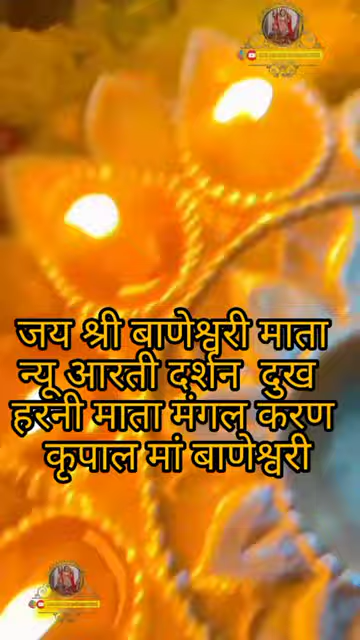 जय श्री बाणेश्वरी माता
न्यू आरती दर्शन दुख
हरनी माता मंगल करण
कृपाल मां बाणेश्वरी